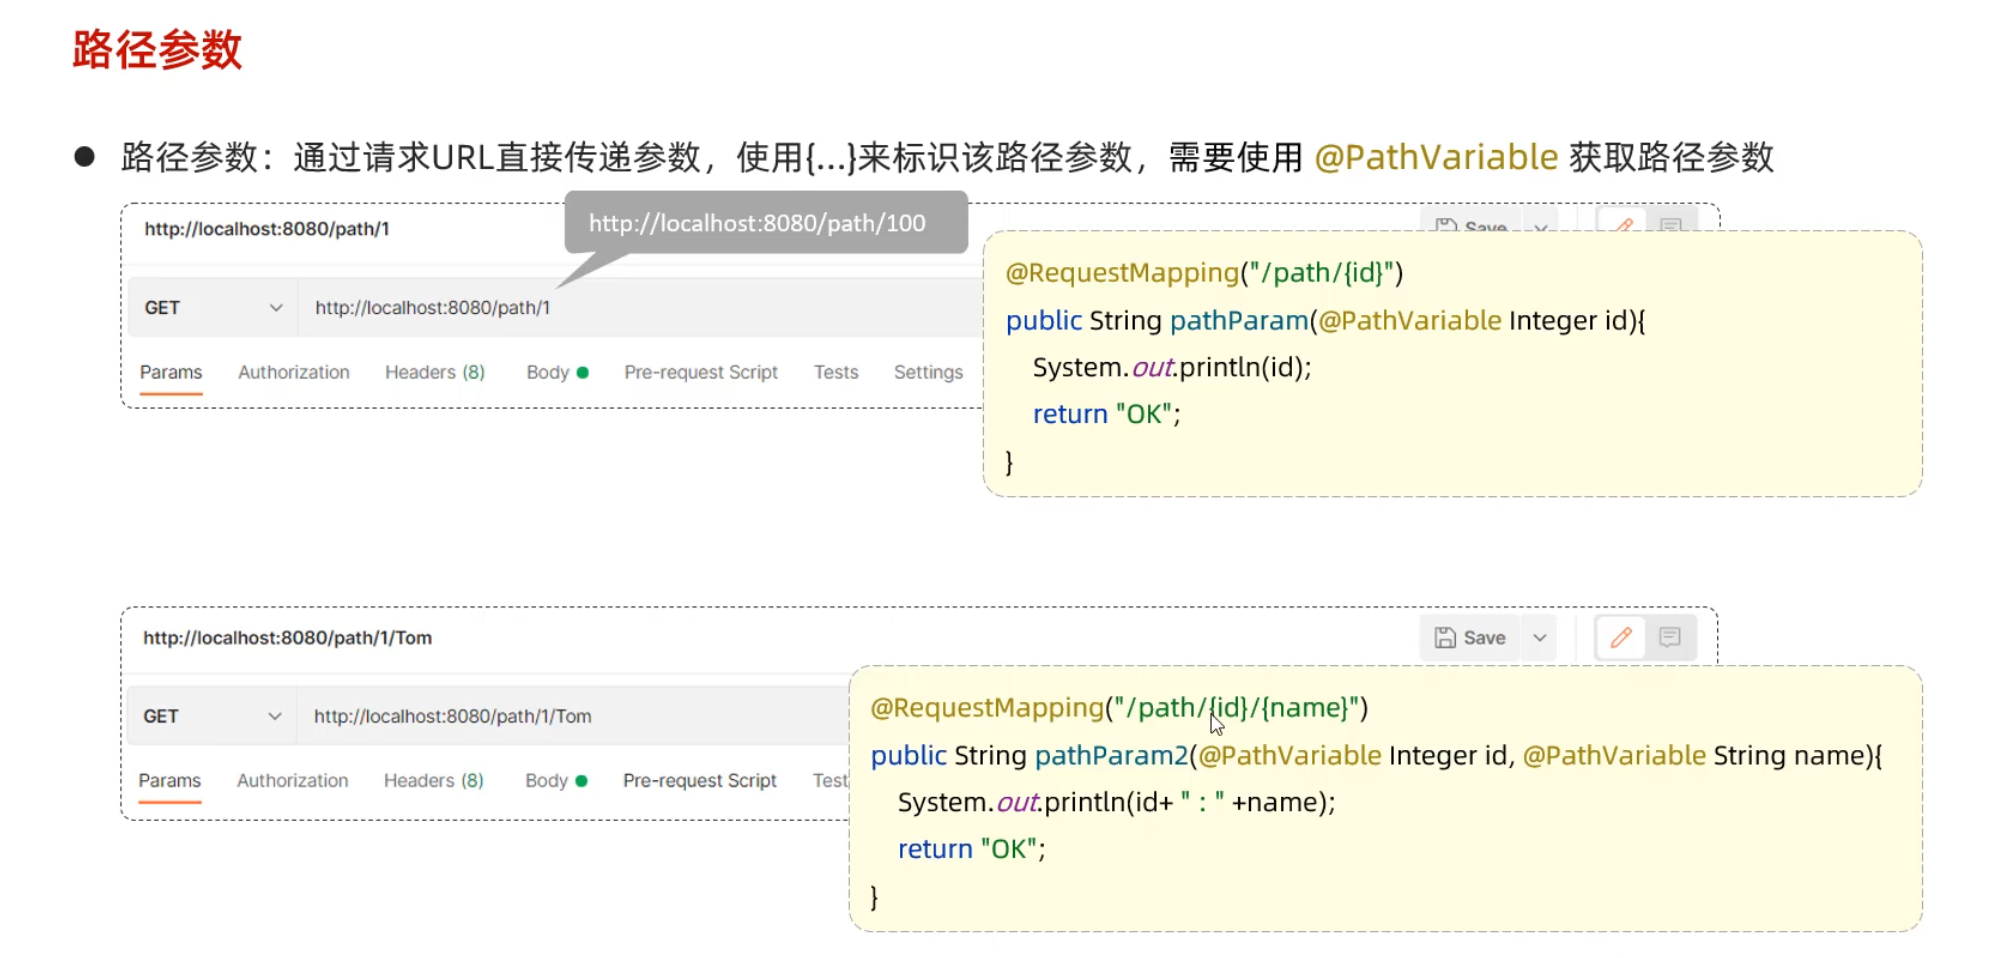 路径参数
路径参数：通过请求URL直接传递参数，使用{...}来标识该路径参数，需要使用 @PathVariable 获取路径参数
http://localhost:8080/path/1
http://localhost:8080/path/100
Save
GET
http://localhost:8080/path/1
Params Authorization Headers (8) Body Pre-request Script Tests Settings
@RequestMapping("/path/{id}")
public String pathParam(@PathVariable Integer id){
System.out.println(id);
return "OK";
}
http://localhost:8080/path/1/Tom
Save
GET
http://localhost:8080/path/1/Tom
Params Authorization Headers (8) Body Pre-request Script Test
@RequestMapping("/path/{id}/{name}")
public String pathParam2(@PathVariable Integer id, @PathVariable String name){
System.out.println(id+ " : " +name);
return "OK";
}